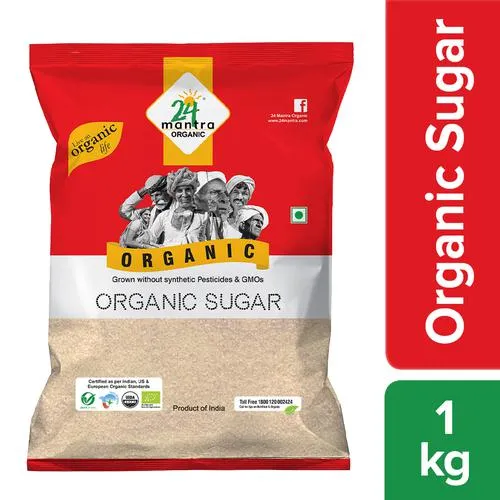 24
mantra
ORGANIC
24 Mantra Organic
www.24mantra.com
Live an
organic
life
ORGANIC
Grown without synthetic Pesticides & GMOs
ORGANIC SUGAR
Certified as per Indian, US &
European Organic Standards
USDA
ORGANIC
Product of India
Toll Free 1800 120 002424
Organic Sugar
1
kg